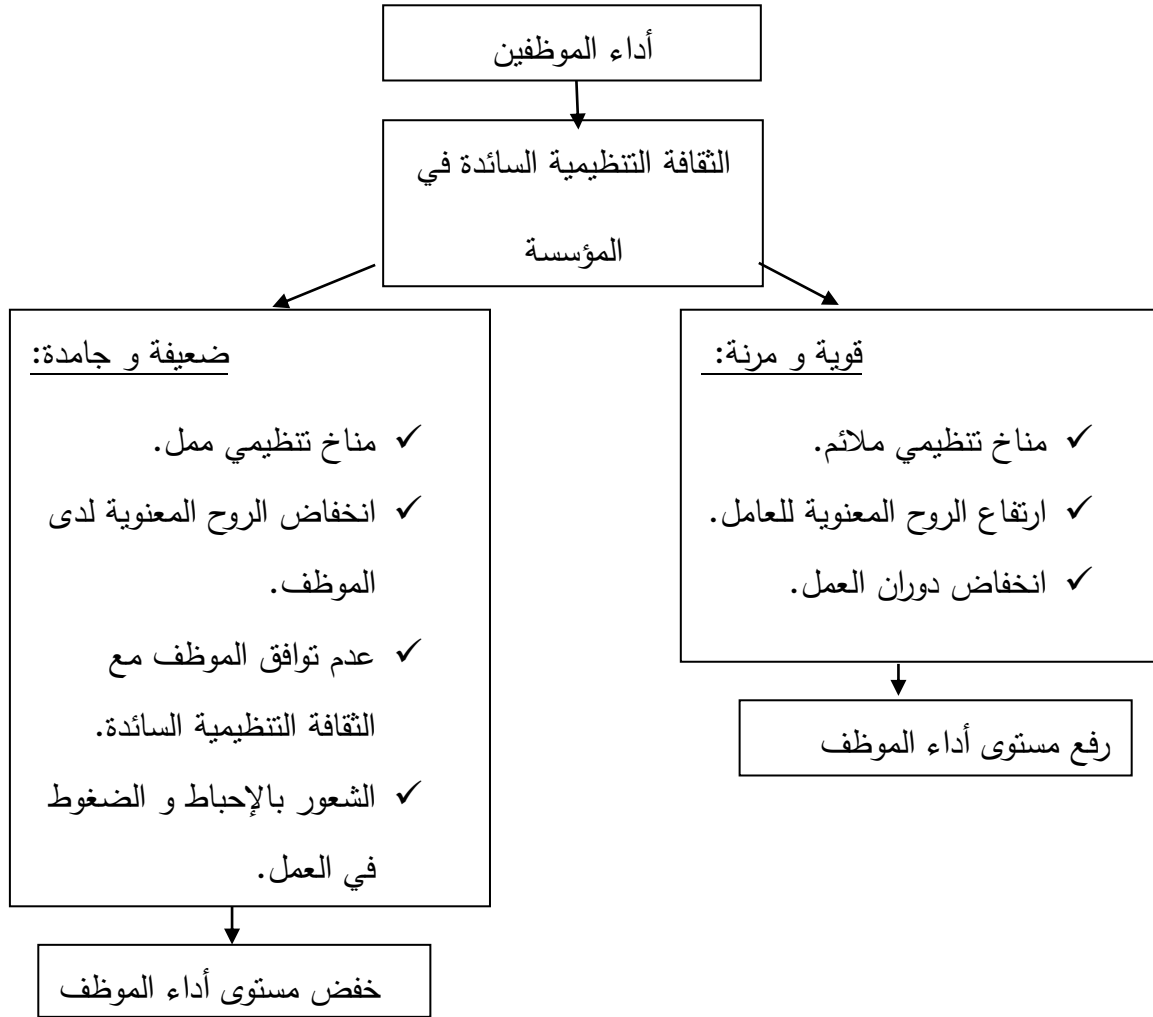 أداء الموظفين
الثقافة التنظيمية السائدة في
المؤسسة
قوية و مرنة:
✓ مناخ تنظيمي ملائم.
✓ ارتفاع الروح المعنوية للعامل.
✓ انخفاض دوران العمل.
رفع مستوى أداء الموظف
ضعيفة و جامدة:
✓ مناخ تنظيمي ممل.
✓ انخفاض الروح المعنوية لدى
الموظف.
✓ عدم توافق الموظف مع
الثقافة التنظيمية السائدة.
✓ الشعور بالإحباط و الضغوط
في العمل.
خفض مستوى أداء الموظف